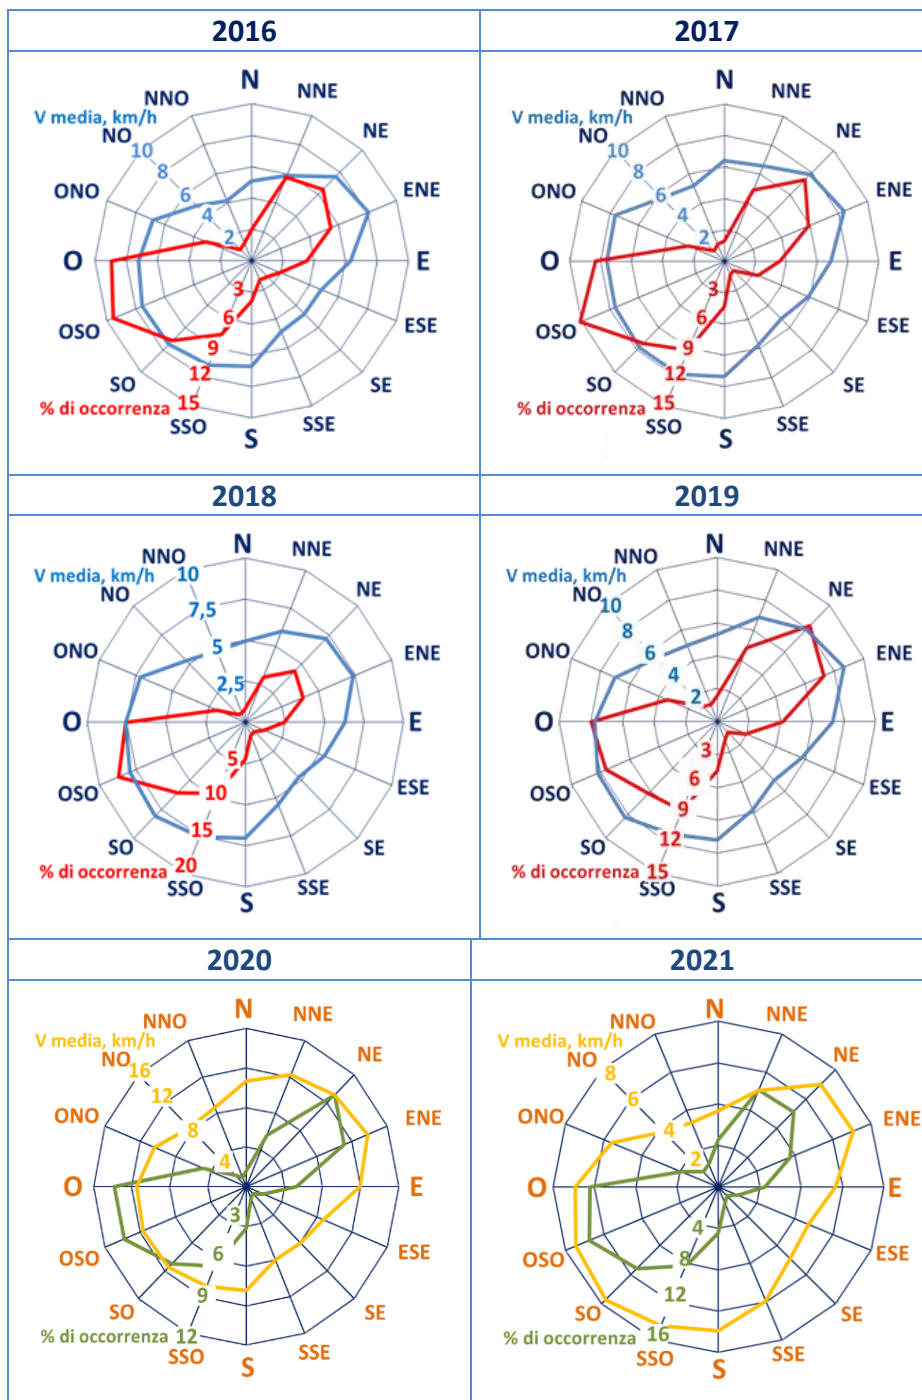 2016
2017
N
NNO
NNE
V media, km/h
NO
NE
10
8
ONO
6
ENE
4
2
O
E
3
OSO
6
ESE
9
SO
12
SE
% di occorrenza
15
SSO
SSE
S
N
NNO
NNE
V media, km/h
NO
NE
10
8
ONO
6
ENE
4
2
O
E
3
OSO
6
ESE
9
SO
12
SE
% di occorrenza
15
SSO
SSE
S
2018
2019
N
NNO
NNE
V media, km/h
10
NO
NE
7,5
ONO
5
ENE
2,5
O
E
5
OSO
10
ESE
15
SO
SE
% di occorrenza
20
SSO
SSE
S
N
NNO
NNE
V media, km/h
NO
NE
10
8
ONO
6
ENE
4
2
O
E
3
OSO
6
ESE
9
SO
12
SE
% di occorrenza
15
SSO
SSE
S
2020
2021
N
NNO
NNE
V media, km/h
NO
NE
16
12
ONO
8
ENE
4
O
E
3
OSO
6
ESE
9
SO
SE
% di occorrenza
12
SSO
SSE
S
N
NNO
NNE
V media, km/h
NO
NE
8
6
ONO
4
ENE
2
O
E
4
OSO
8
ESE
12
SO
SE
% di occorrenza
16
SSO
SSE
S